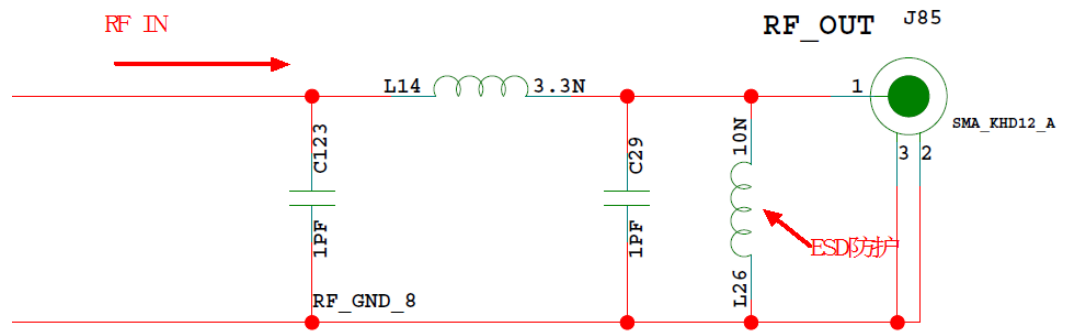 RF IN
RF_OUT
J85
L14
3.3N
1
SMA_KHD12_A
C123
1PF
C29
1PF
10N
L26
3 2
ESD防护
RF_GND_8